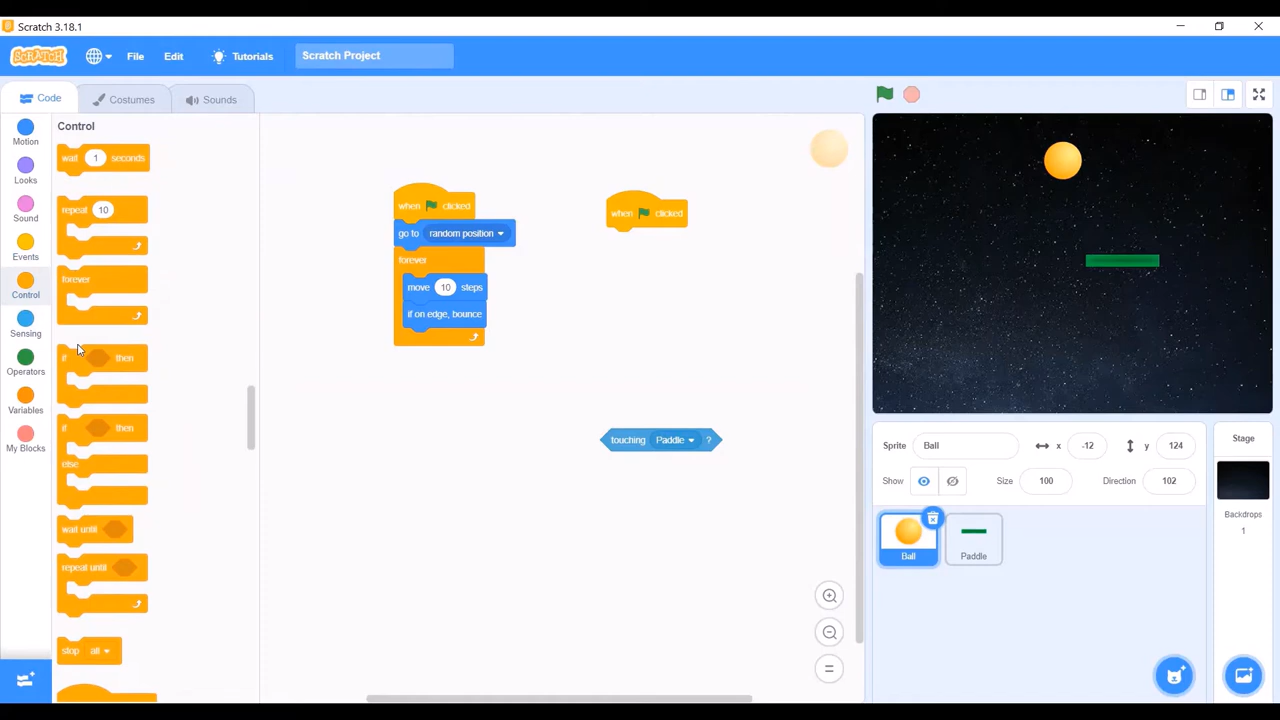 Scratch 3.18.1
SCRATCH
File
Edit
Tutorials
Scratch Project
Code
Costumes
Sounds
Motion
Looks
Sound
Events
Control
Sensing
Operators
Variables
My Blocks
Control
wait 1 seconds
repeat 10
forever
if then
if then
else
wait until
repeat until
stop all
when clicked
go to random position
forever
move 10 steps
if on edge, bounce
when clicked
touching Paddle ?
Sprite Ball x -12 y 124
Show Size 100 Direction 102
Ball
Paddle
Stage
Backdrops
1